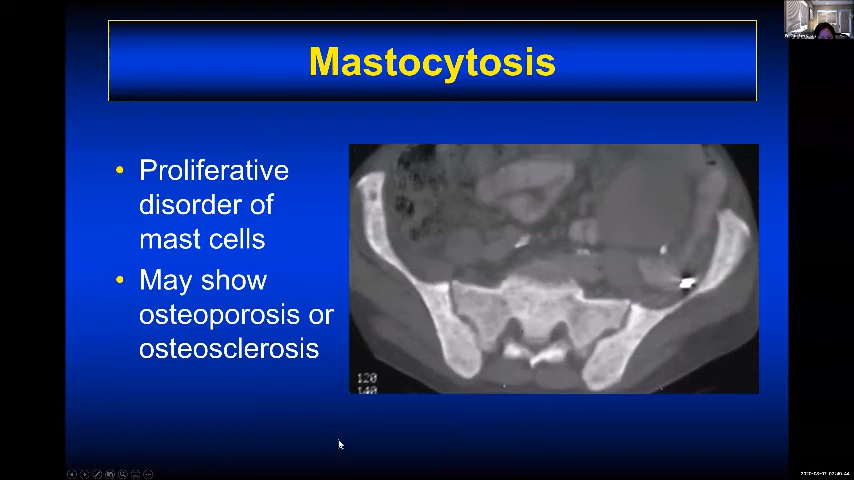 Mastocytosis
• Proliferative
disorder of
mast cells
• May show
osteoporosis or
osteosclerosis
120
140